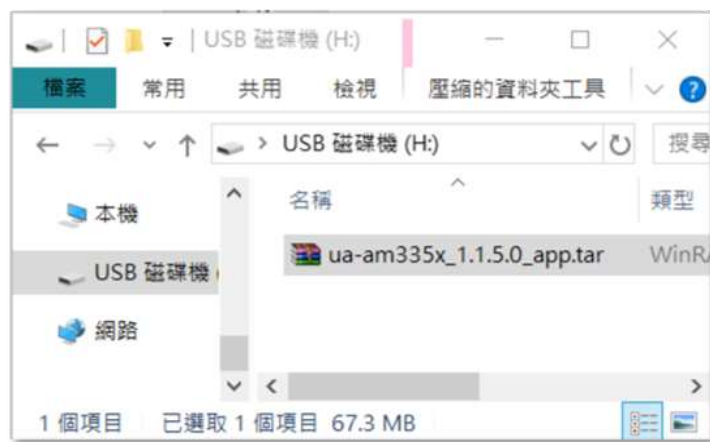 USB 磁碟機 (H:)
檔案 常用 共用 檢視 壓縮的資料夾工具
USB 磁碟機 (H:) 搜尋
名稱 類型
本機
ua-am335x_1.1.5.0_app.tar WinRA
USB 磁碟機
網路
1 個項目 已選取 1 個項目 67.3 MB